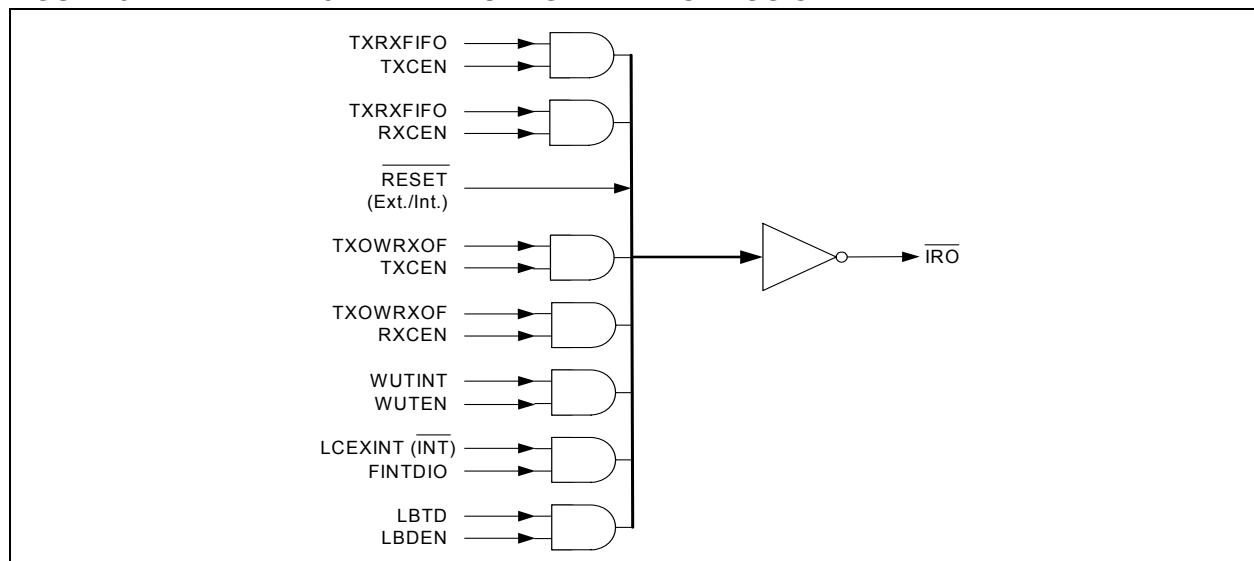 TXRXFIFO
TXCEN
TXRXFIFO
RXCEN
RESET
(Ext./Int.)
TXOWRXOF
TXCEN
TXOWRXOF
RXCEN
WUTINT
WUTEN
LCEXINT (INT)
FINTDIO
LBTD
LBDEN
IRO